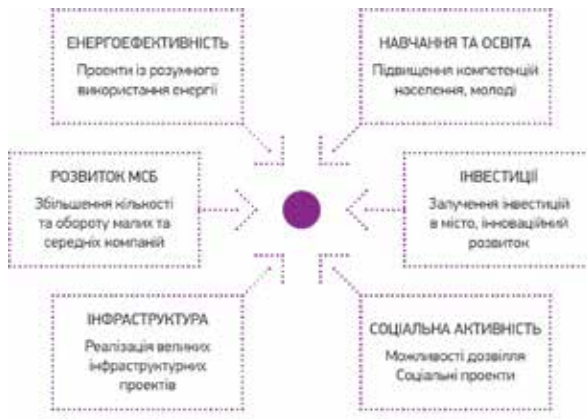 ЕНЕРГОЕФЕКТИВНІСТЬ
Проекти із розумного
використання енергії
НАВЧАННЯ ТА ОСВІТА
Підвищення компетенцій
населення, молоді
РОЗВИТОК МСБ
Збільшення кількості
та обороту малих та
середніх компаній
ІНВЕСТИЦІЇ
Залучення інвестицій
в місто, інноваційний
розвиток
ІНФРАСТРУКТУРА
Реалізація великих
інфраструктурних
проектів
СОЦІАЛЬНА АКТИВНІСТЬ
Можливості дозвілля
Соціальні проекти